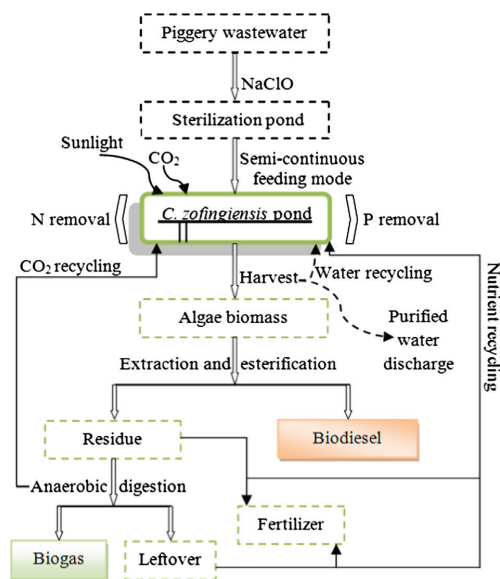 Piggery wastewater
NaClO
Sterilization pond
Sunlight
CO2
Semi-continuous
feeding mode
N removal
C. zofingiensis pond
P removal
CO2 recycling
Harvest
Water recycling
Algae biomass
Purified
water
discharge
Nutrient recycling
Extraction and esterification
Residue
Biodiesel
Anaerobic digestion
Fertilizer
Biogas
Leftover